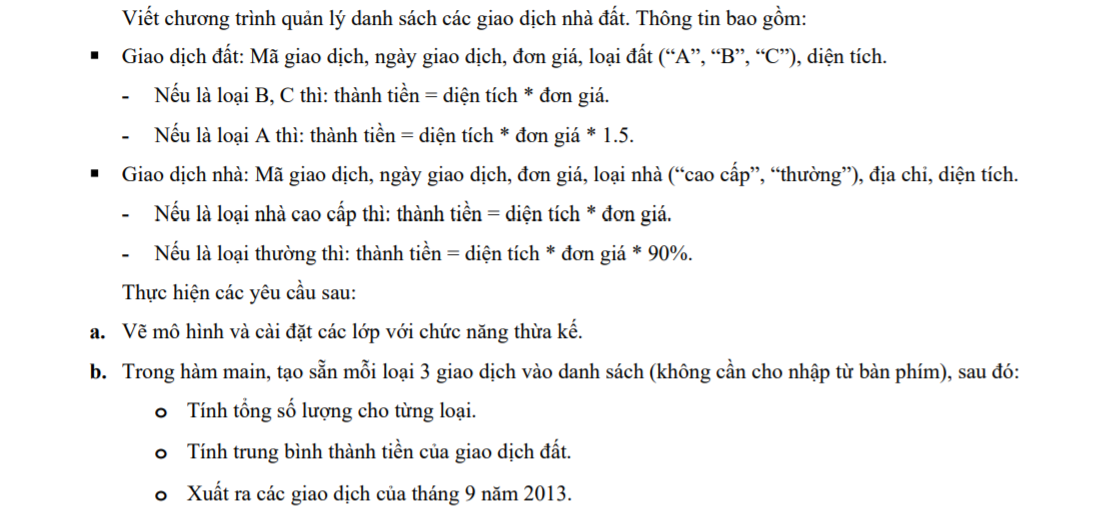 Viết chương trình quản lý danh sách các giao dịch nhà đất. Thông tin bao gồm:
▪ Giao dịch đất: Mã giao dịch, ngày giao dịch, đơn giá, loại đất (“A”, “B”, “C”), diện tích.
- Nếu là loại B, C thì: thành tiền = diện tích * đơn giá.
- Nếu là loại A thì: thành tiền = diện tích * đơn giá * 1.5.
▪ Giao dịch nhà: Mã giao dịch, ngày giao dịch, đơn giá, loại nhà (“cao cấp”, “thường”), địa chỉ, diện tích.
- Nếu là loại nhà cao cấp thì: thành tiền = diện tích * đơn giá.
- Nếu là loại thường thì: thành tiền = diện tích * đơn giá * 90%.
Thực hiện các yêu cầu sau:
a. Vẽ mô hình và cài đặt các lớp với chức năng thừa kế.
b. Trong hàm main, tạo sẵn mỗi loại 3 giao dịch vào danh sách (không cần cho nhập từ bàn phím), sau đó:
o Tính tổng số lượng cho từng loại.
o Tính trung bình thành tiền của giao dịch đất.
o Xuất ra các giao dịch của tháng 9 năm 2013.